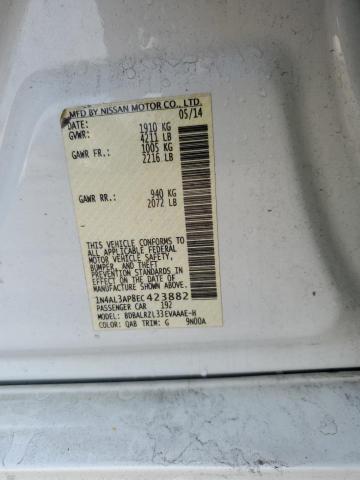 MFD BY NISSAN MOTOR CO., LTD.
DATE: 05/14
GVWR: 1910 KG
4211 LB
GAWR FR: 1005 KG
2216 LB
GAWR RR: 940 KG
2072 LB
THIS VEHICLE CONFORMS TO ALL
APPLICABLE FEDERAL
MOTOR VEHICLE SAFETY,
BUMPER, AND THEFT
PREVENTION STANDARDS
IN EFFECT ON THE DATE OF
MANUFACTURE SHOWN ABOVE
1N4AL3AP8EC423882
PASSENGER CAR 192
MODEL: BDBALRZL33EVAAAE-H
COLOR: QAB TRIM: G 9N00A